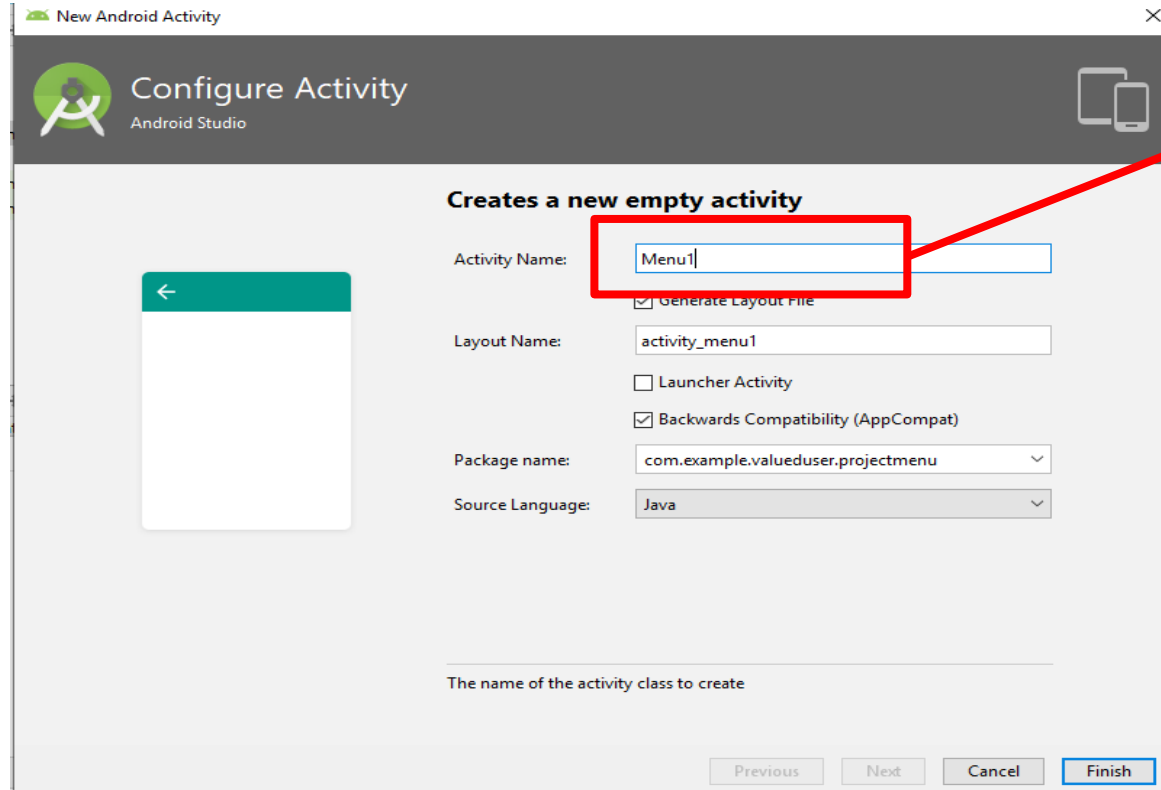 New Android Activity
Configure Activity
Android Studio
Creates a new empty activity
Activity Name: Menu1
Generate Layout File
Layout Name: activity_menu1
Launcher Activity
Backwards Compatibility (AppCompat)
Package name: com.example.valueduser.projectmenu
Source Language: Java
The name of the activity class to create
Previous Next Cancel Finish